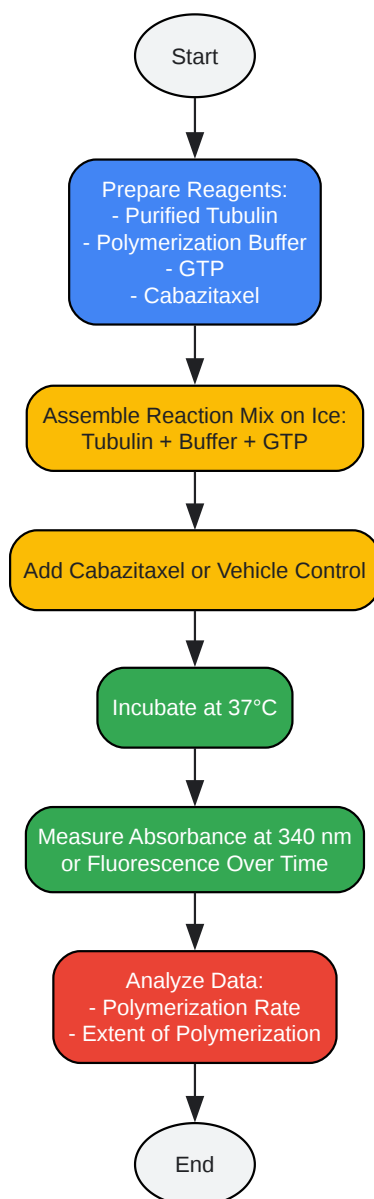 Start
Prepare Reagents:
- Purified Tubulin
- Polymerization Buffer
- GTP
- Cabazitaxel
Assemble Reaction Mix on Ice:
Tubulin + Buffer + GTP
Add Cabazitaxel or Vehicle Control
Incubate at 37°C
Measure Absorbance at 340 nm
or Fluorescence Over Time
Analyze Data:
- Polymerization Rate
- Extent of Polymerization
End